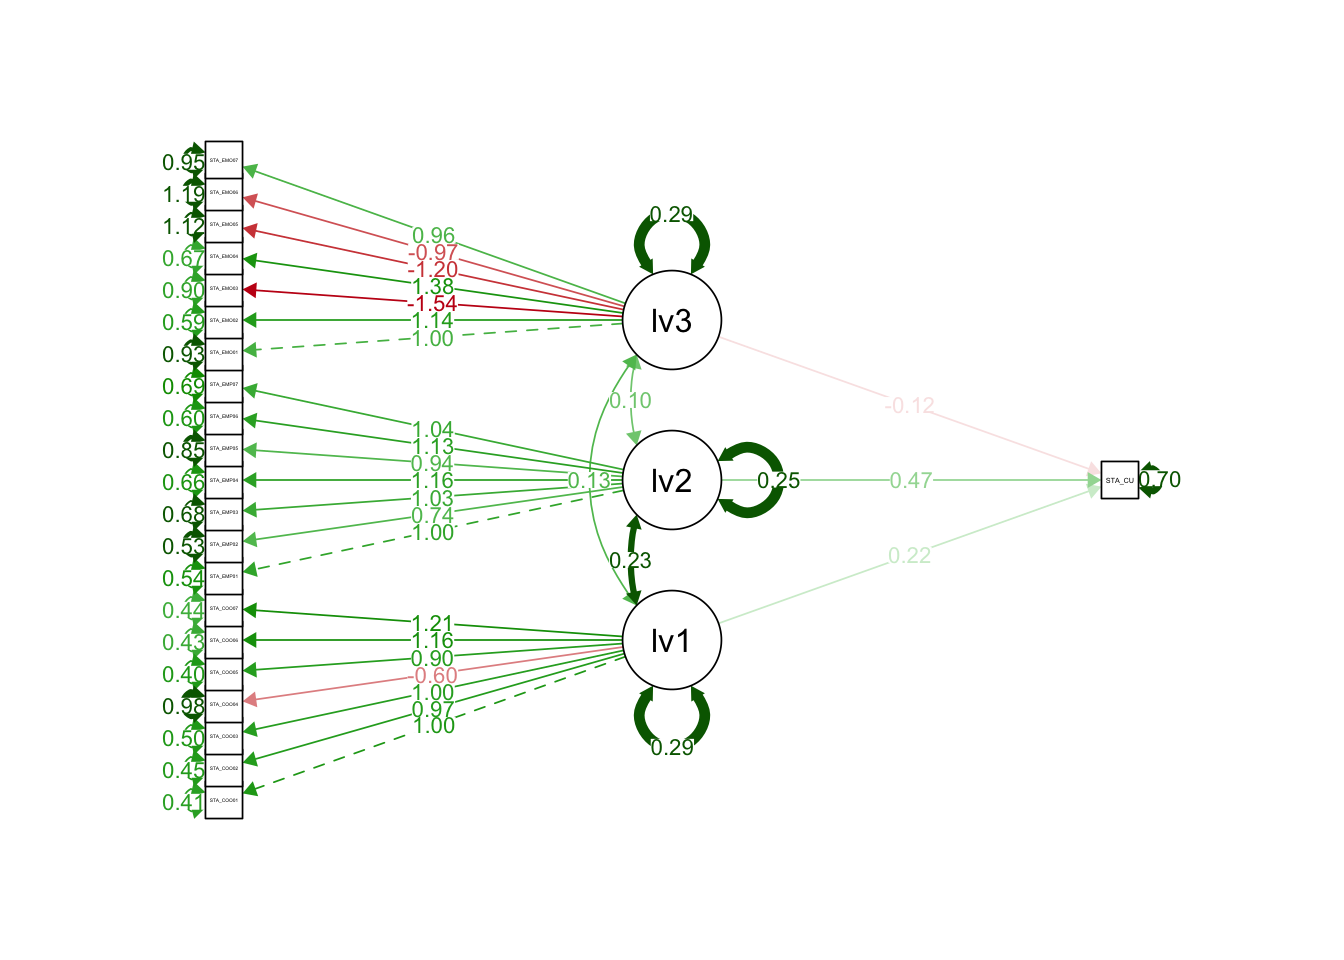 0.95 STA_EMO07
1.19 STA_EMO06
1.12 STA_EMO05
0.67 STA_EMO04
0.90 STA_EMO03
0.59 STA_EMO02
0.93 STA_EMO01
0.69 STA_EMP07
0.60 STA_EMP06
0.85 STA_EMP05
0.66 STA_EMP04
0.68 STA_EMP03
0.53 STA_EMP02
0.54 STA_EMP01
0.44 STA_COO07
0.43 STA_COO06
0.40 STA_COO05
0.98 STA_COO04
0.50 STA_COO03
0.45 STA_COO02
0.41 STA_COO01
0.96
-0.97
-1.20
1.38
-1.54
1.14
1.00
1.04
1.13
0.94
1.16
1.03
0.74
1.00
1.21
1.16
0.90
-0.60
1.00
0.97
1.00
0.29
lv3
0.10
0.13
lv2
0.25
0.23
lv1
0.29
-0.12
0.47
0.22
STA_CU
0.70